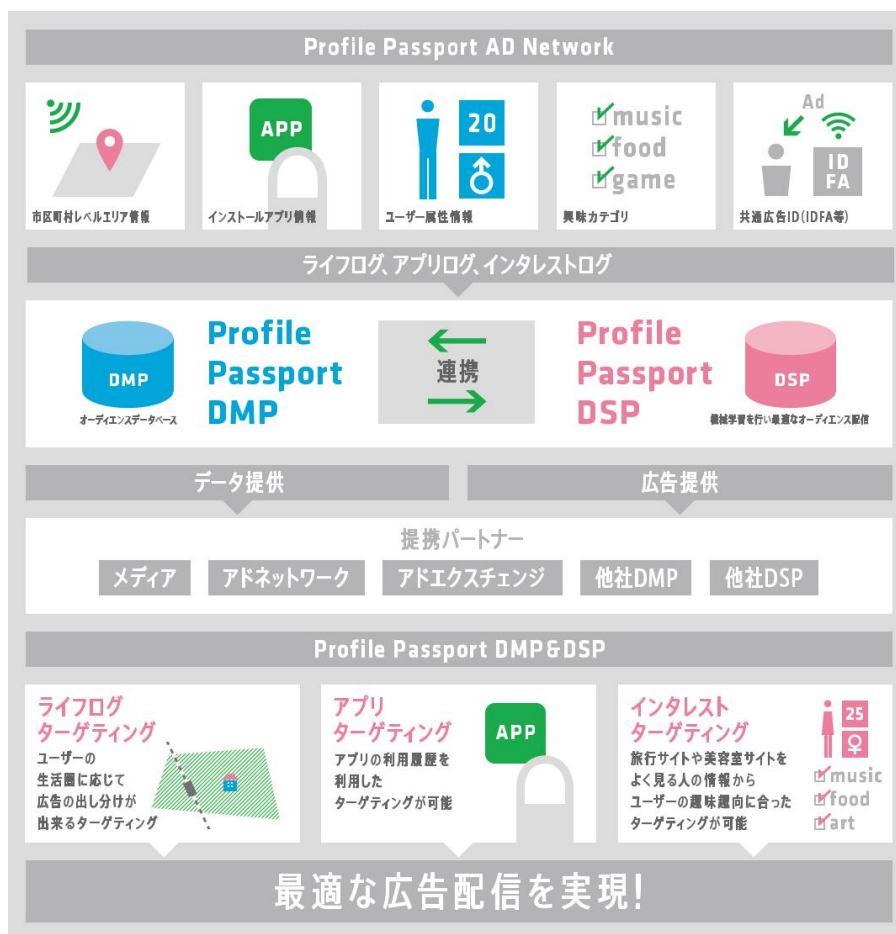 Profile Passport AD Network
市区町村レベルエリア情報
APP
インストールアプリ情報
20
ユーザー属性情報
music
food
game
興味カテゴリ
Ad
ID
FA
共通広告ID(IDFA等)
ライフログ、アプリログ、インタレストログ
DMP
オーディエンスデータベース
Profile
Passport
DMP
連携
Profile
Passport
DSP
DSP
機械学習を行い最適なオーディエンス配信
データ提供
広告提供
提携パートナー
メディア
アドネットワーク
アドエクスチェンジ
他社DMP
他社DSP
Profile Passport DMP&DSP
ライフログ
ターゲティング
ユーザーの
生活圏に応じて
広告の出し分けが
出来るターゲティング
アプリ
ターゲティング
アプリの利用履歴を
利用した
ターゲティングが可能
APP
インタレスト
ターゲティング
旅行サイトや美容室サイトを
よく見る人の情報から
ユーザーの趣味趣向に合った
ターゲティングが可能
25
music
food
art
最適な広告配信を実現!